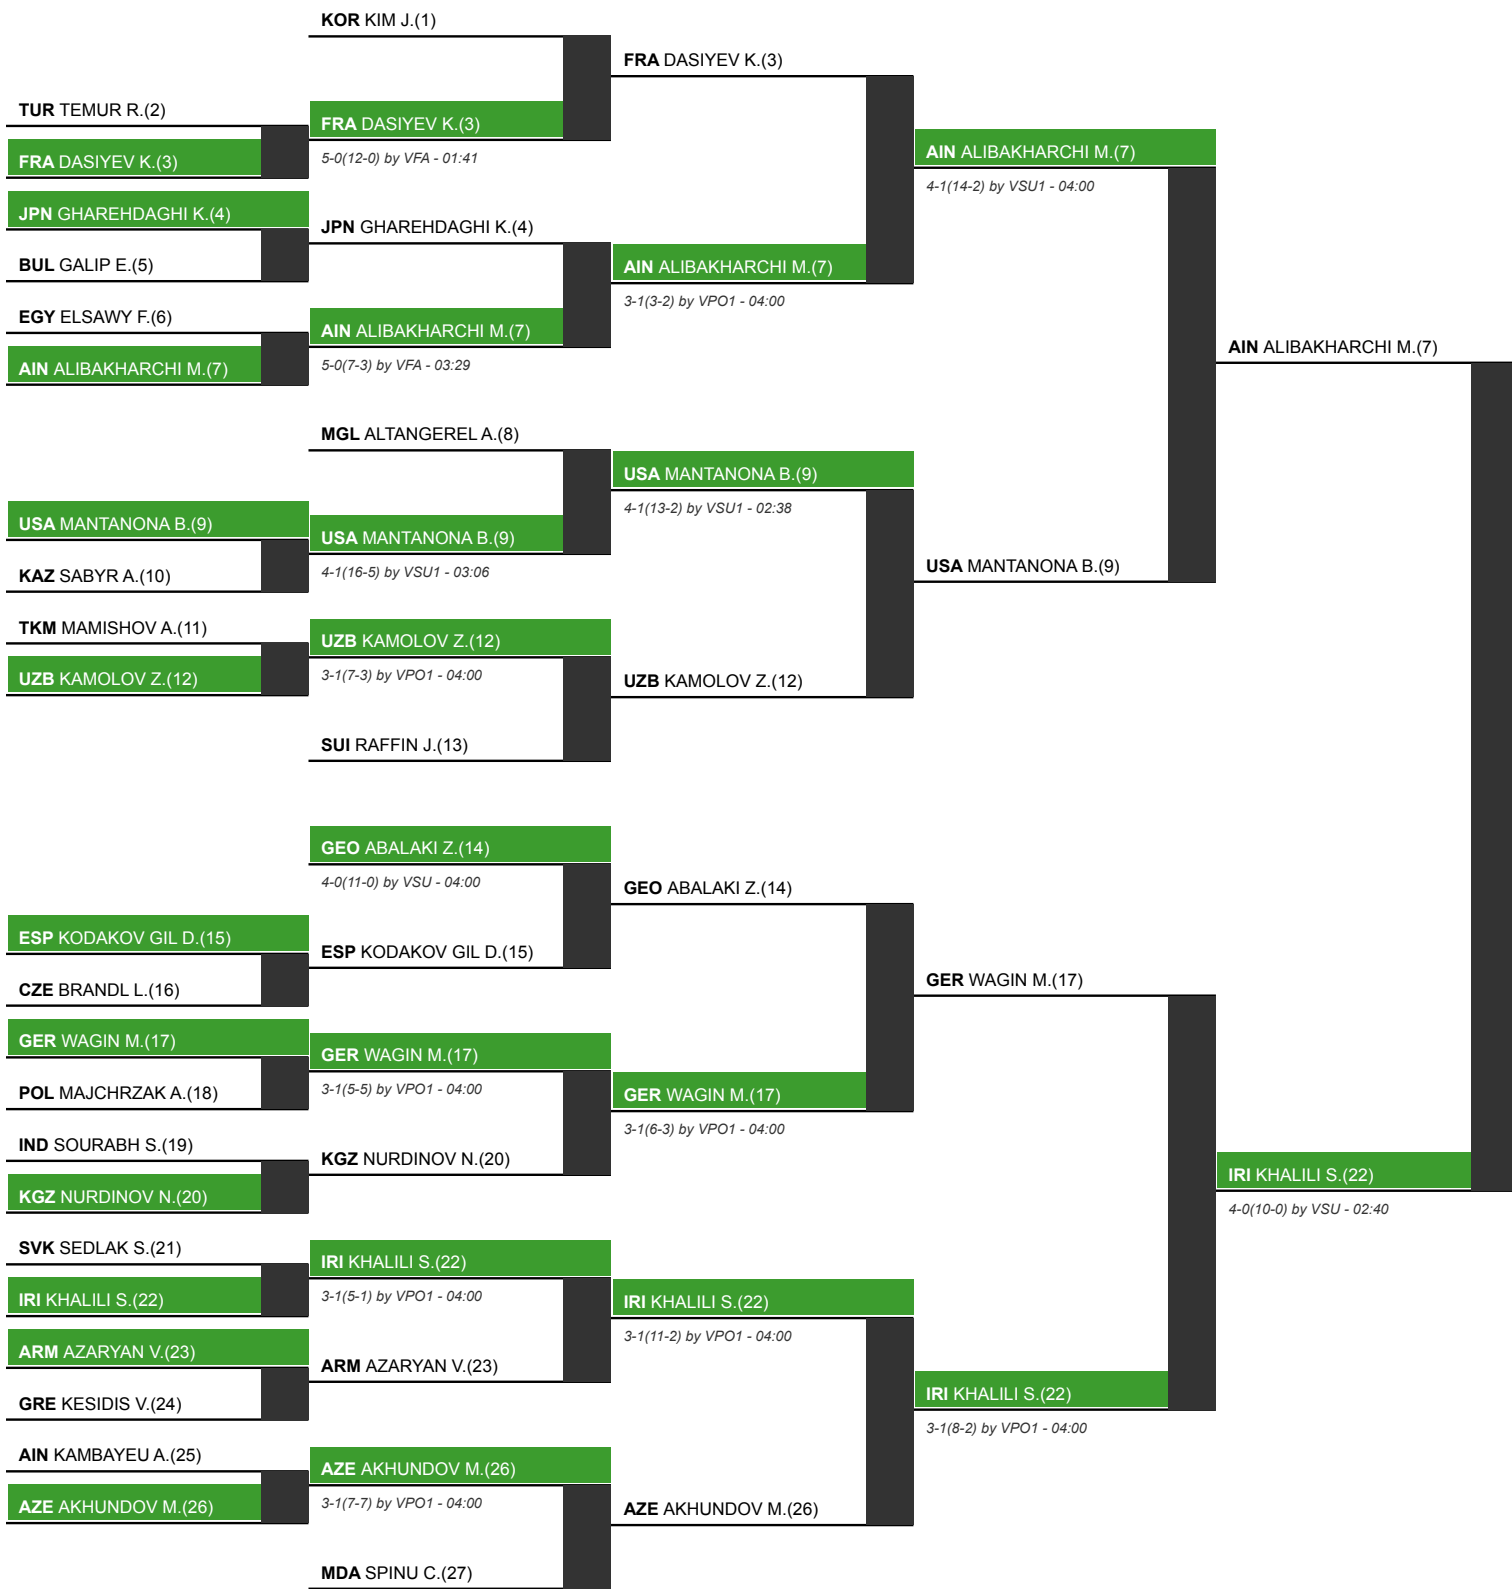 KOR KIM J.(1)
FRA DASIYEV K.(3)
TUR TEMUR R.(2)
FRA DASIYEV K.(3)
FRA DASIYEV K.(3)
5-0(12-0) by VFA - 01:41
AIN ALIBAKHARCHI M.(7)
4-1(14-2) by VSU1 - 04:00
JPN GHAREHDAGHI K.(4)
JPN GHAREHDAGHI K.(4)
BUL GALIP E.(5)
AIN ALIBAKHARCHI M.(7)
3-1(3-2) by VPO1 - 04:00
EGY ELSAWY F.(6)
AIN ALIBAKHARCHI M.(7)
AIN ALIBAKHARCHI M.(7)
5-0(7-3) by VFA - 03:29
AIN ALIBAKHARCHI M.(7)
MGL ALTANGEREL A.(8)
USA MANTANONA B.(9)
4-1(13-2) by VSU1 - 02:38
USA MANTANONA B.(9)
USA MANTANONA B.(9)
4-1(16-5) by VSU1 - 03:06
KAZ SABYR A.(10)
USA MANTANONA B.(9)
TKM MAMISHOV A.(11)
UZB KAMOLOV Z.(12)
3-1(7-3) by VPO1 - 04:00
UZB KAMOLOV Z.(12)
UZB KAMOLOV Z.(12)
SUI RAFFIN J.(13)
GEO ABALAKI Z.(14)
4-0(11-0) by VSU - 04:00
GEO ABALAKI Z.(14)
ESP KODAKOV GIL D.(15)
ESP KODAKOV GIL D.(15)
CZE BRANDL L.(16)
GER WAGIN M.(17)
GER WAGIN M.(17)
GER WAGIN M.(17)
3-1(5-5) by VPO1 - 04:00
POL MAJCHRZAK A.(18)
GER WAGIN M.(17)
3-1(6-3) by VPO1 - 04:00
IND SOURABH S.(19)
KGZ NURDINOV N.(20)
KGZ NURDINOV N.(20)
IRI KHALILI S.(22)
4-0(10-0) by VSU - 02:40
SVK SEDLAK S.(21)
IRI KHALILI S.(22)
3-1(5-1) by VPO1 - 04:00
IRI KHALILI S.(22)
IRI KHALILI S.(22)
3-1(11-2) by VPO1 - 04:00
ARM AZARYAN V.(23)
ARM AZARYAN V.(23)
GRE KESIDIS V.(24)
IRI KHALILI S.(22)
3-1(8-2) by VPO1 - 04:00
AIN KAMBAYEU A.(25)
AZE AKHUNDOV M.(26)
3-1(7-7) by VPO1 - 04:00
AZE AKHUNDOV M.(26)
AZE AKHUNDOV M.(26)
MDA SPINU C.(27)